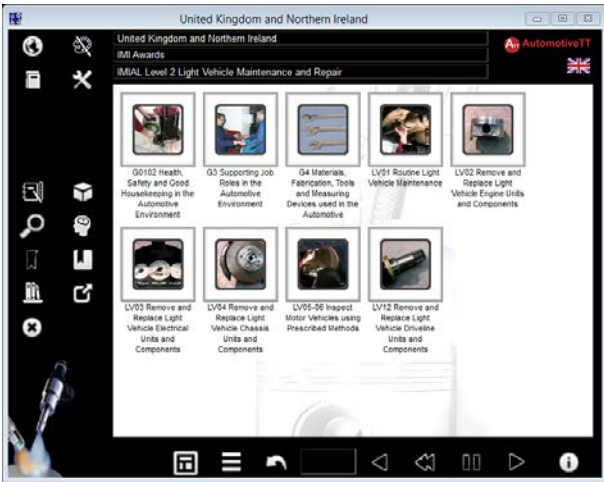 United Kingdom and Northern Ireland
United Kingdom and Northern Ireland
IMI Awards
IMIAL Level 2 Light Vehicle Maintenance and Repair
AutomotiveTT
G0102 Health,
Safety and Good
Housekeeping in the
Automotive
Environment
G3 Supporting Job
Roles in the
Automotive
Environment
G4 Materials,
Fabrication, Tools
and Measuring
Devices used in the
Automotive
LV01 Routine Light
Vehicle Maintenance
LV02 Remove and
Replace Light
Vehicle Engine Units
and Components
LV03 Remove and
Replace Light
Vehicle Electrical
Units and
Components
LV04 Remove and
Replace Light
Vehicle Chassis
Units and
Components
LV05-06 Inspect
Motor Vehicles using
Prescribed Methods
LV12 Remove and
Replace Light
Vehicle Driveline
Units and
Components